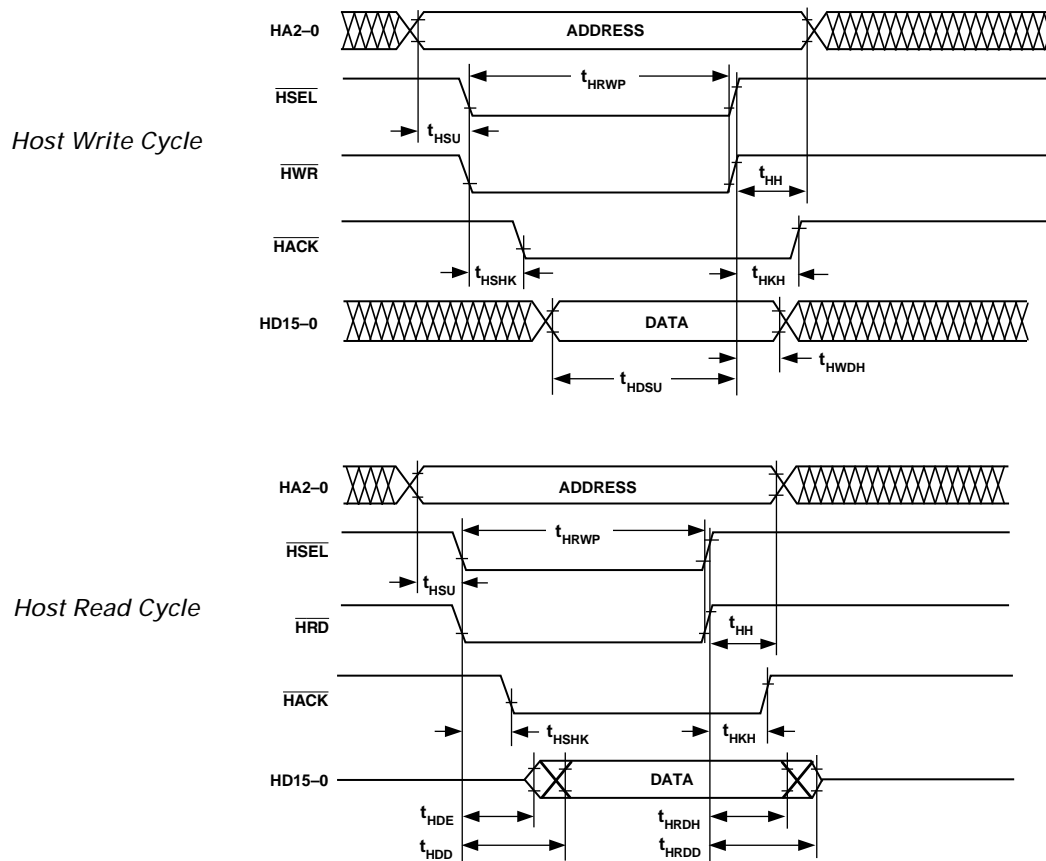 HA2–0
ADDRESS
tHRWP
HSEL
Host Write Cycle
tHSU
HWR
tHH
HACK
tHSHK
tHKH
HD15–0
DATA
tHWDH
tHDSU
HA2–0
ADDRESS
tHRWP
HSEL
tHSU
Host Read Cycle
HRD
tHH
HACK
tHSHK
tHKH
HD15–0
DATA
tHDE
tHRDH
tHDD
tHRDD